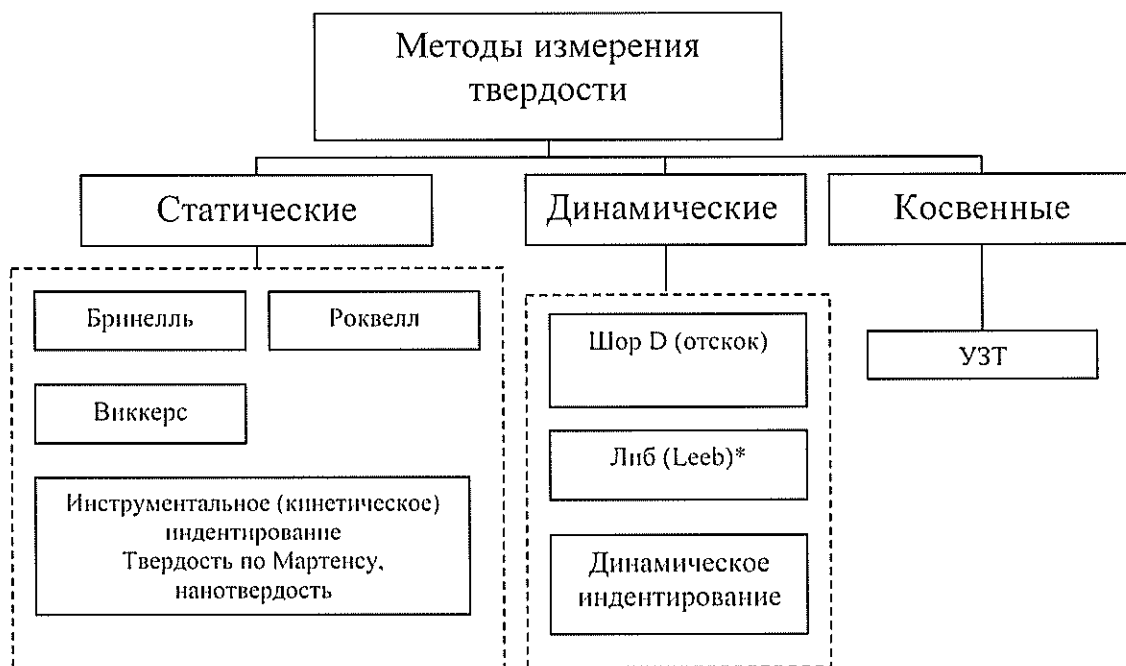 Методы измерения
твердости
Статические
Динамические
Косвенные
Бринелль
Роквелл
Виккерс
Инструментальное (кинетическое)
индентирование
Твердость по Мартенсу,
нанотвердость
Шор D (отскок)
Либ (Leeb)*
Динамическое
индентирование
УЗТ